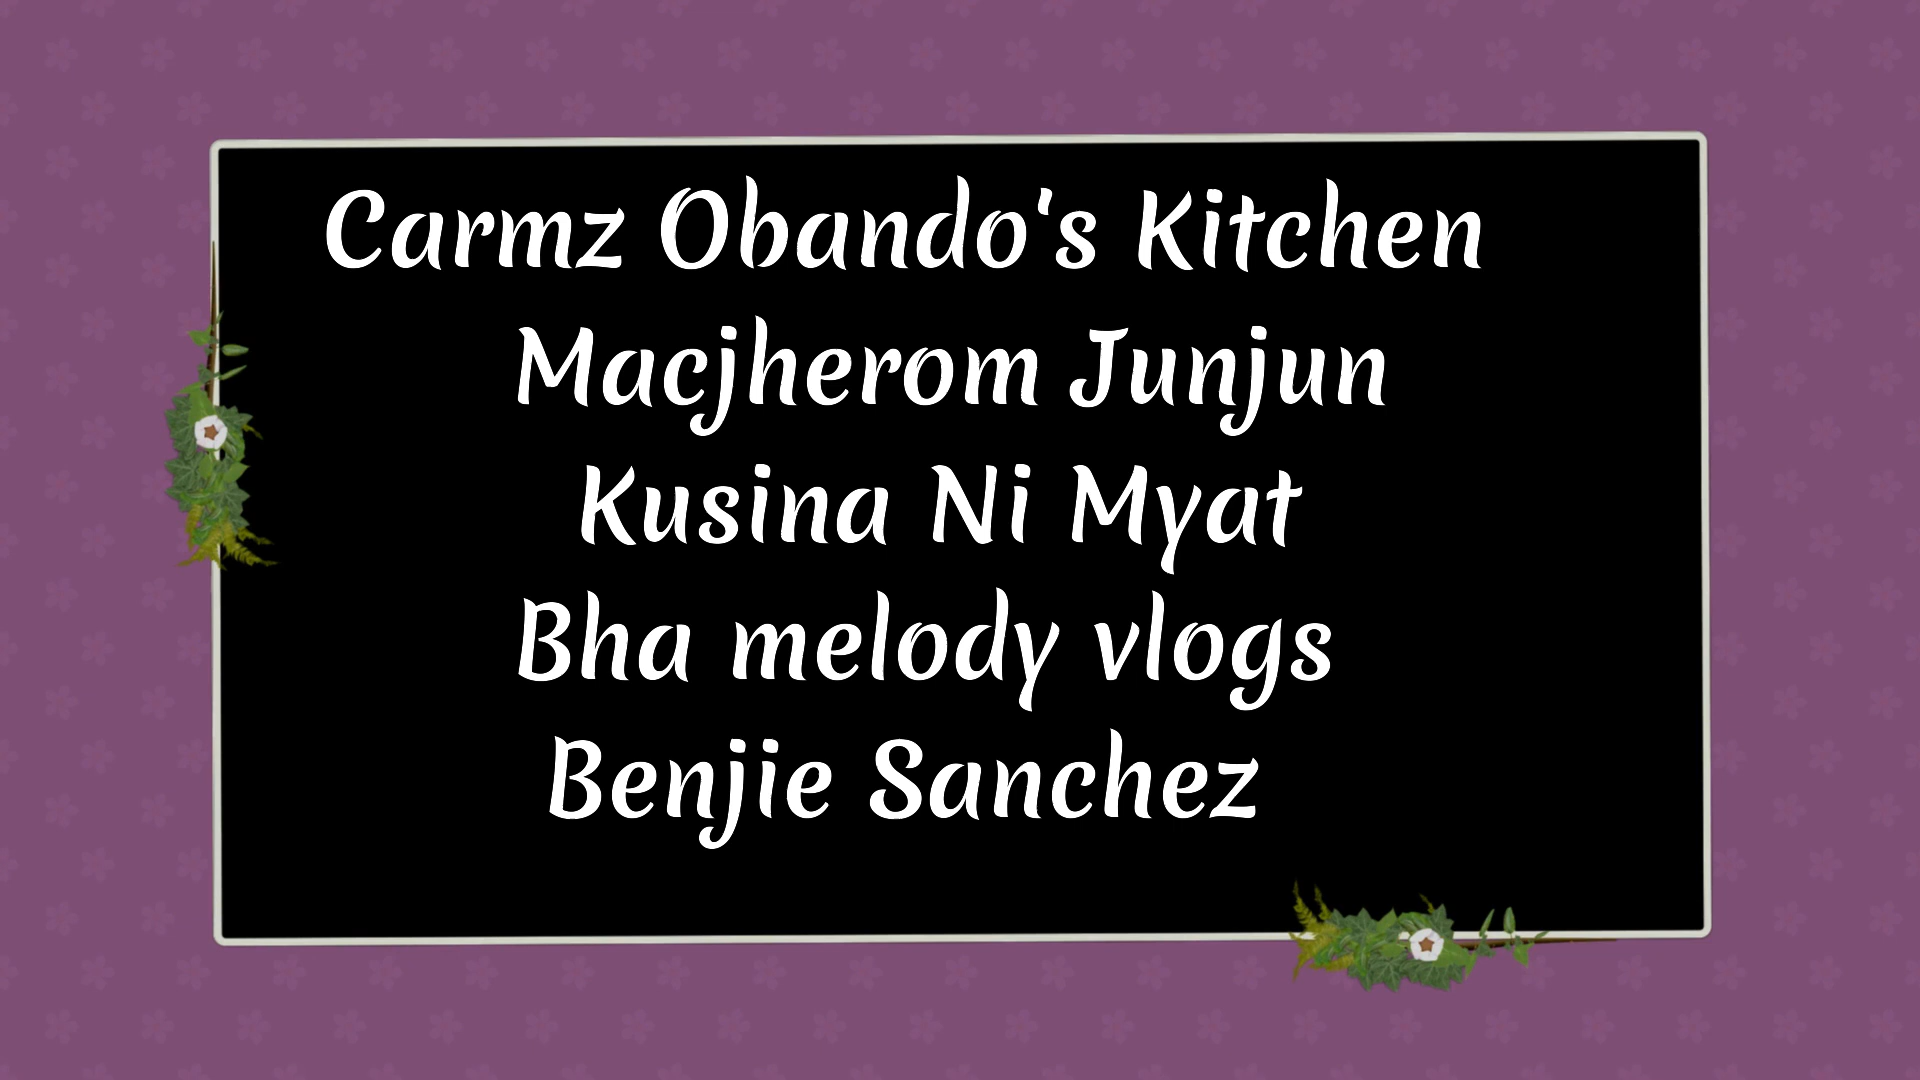 Carmz Obando's Kitchen
Macjherom Junjun
Kusina Ni Myat
Bha melody vlogs
Benjie Sanchez